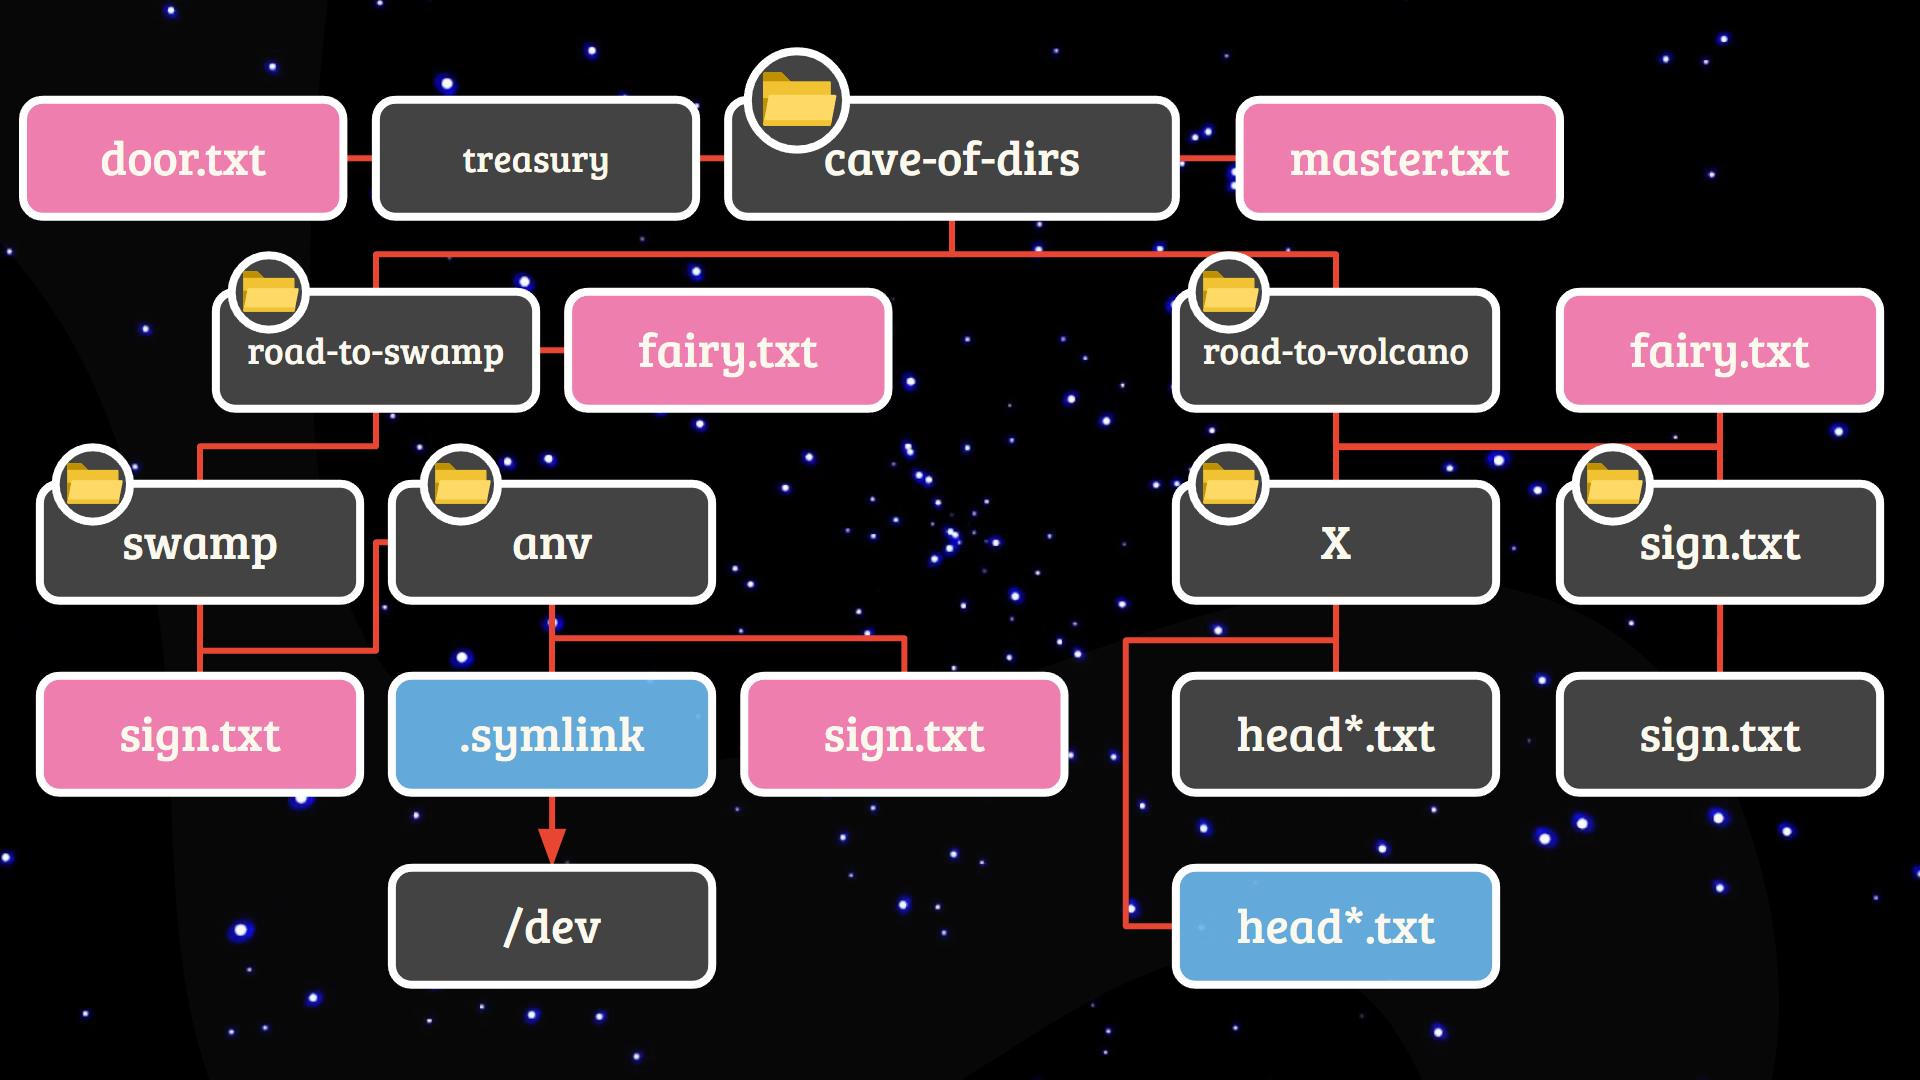 door.txt
treasury
cave-of-dirs
master.txt
road-to-swamp
fairy.txt
road-to-volcano
fairy.txt
swamp
anv
X
sign.txt
sign.txt
.symlink
sign.txt
head*.txt
sign.txt
/dev
head*.txt